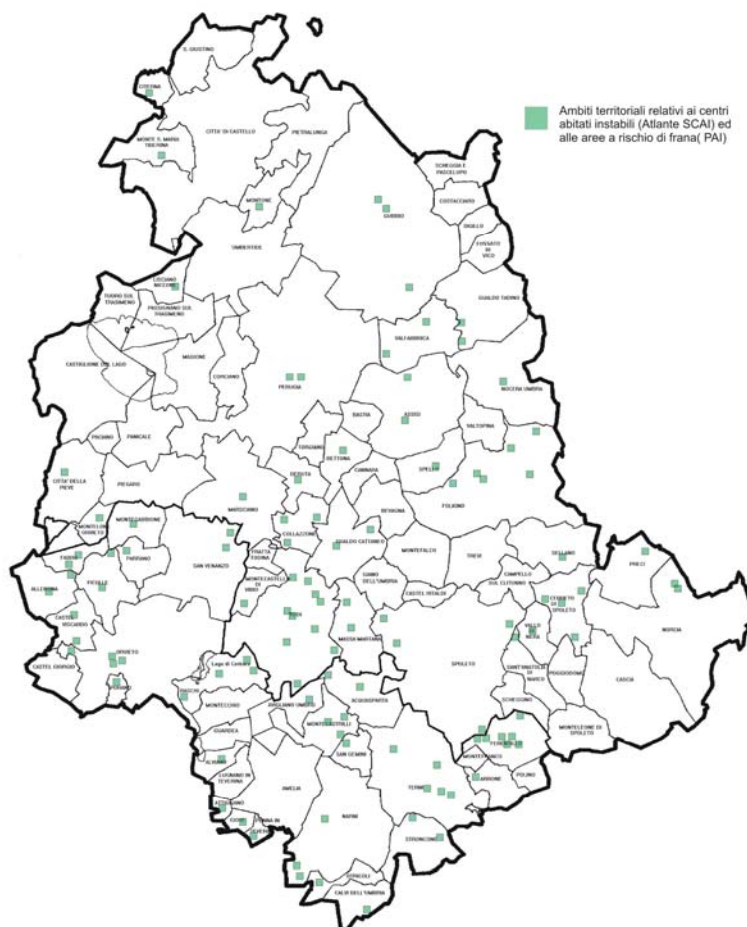 Ambiti territoriali relativi ai centri
abitati instabili (Atlante SCAI) ed
alle aree a rischio di frana( PAI)
S. GIUSTINO
CITERNA
CITTA' DI CASTELLO
PIETRALUNGA
MONTE S. MARIA
TIBERINA
SCHEGGIA E
PASCELUPO
COSTACCIARO
MONTONE
GUBBIO
SIGILLO
UMBERTIDE
FOSSATO
DI
VICO
LISCIANO
NICCONE
GUALDO TADINO
TUORO SUL
TRASIMENO
PASSIGNANO SUL
TRASIMENO
VALFABBRICA
MAGIONE
CASTIGLIONE DEL LAGO
CORCIANO
PERUGIA
NOCERA UMBRA
BASTIA
ASSISI
VALTOPINA
PACIANO
PANICALE
TORGIANO
BETTONA
CANNARA
SPELLO
CITTA' DELLA
PIEVE
PIEGARO
DERUTA
FOLIGNO
MARSCIANO
BEVAGNA
MONTEGABBIONE
COLLAZZONE
GUALDO CATTANEO
FABRO
PARRANO
SAN VENANZO
FRATTA
TODINA
MONTEFALCO
TREVI
SELLANO
PRECI
ALLERONA
FICULLE
MONTECASTELLO
DI
VIBIO
GIANO
DELL'UMBRIA
CAMPELLO
SUL CLITUNNO
CASTEL RITALDI
CERRETO
DI
SPOLETO
CASTEL
VISCARDO
TODI
MASSA MARTANA
VALLO
DI
NERA
NORCIA
ORVIETO
SPOLETO
CASTEL GIORGIO
SANT'ANATOLIA
DI
NARCO
POGGIODOMO
CASCIA
PORANO
Lago di Corbara
BASCHI
ACQUASPARTA
SCHEGGINO
MONTECCHIO
AVIGLIANO UMBRO
MONTECASTRILLI
MONTELEONE DI
SPOLETO
GUARDEA
FERENTILLO
SAN GEMINI
MONTEFRANCO
ALVIANO
LUGNANO IN
TEVERINA
AMELIA
TERNI
ARRONE
POLINO
ATTIGLIANO
GIOVE
PENNA IN
NARNI
STRONCONE
OTRICOLI
CALVI DELL'UMBRIA